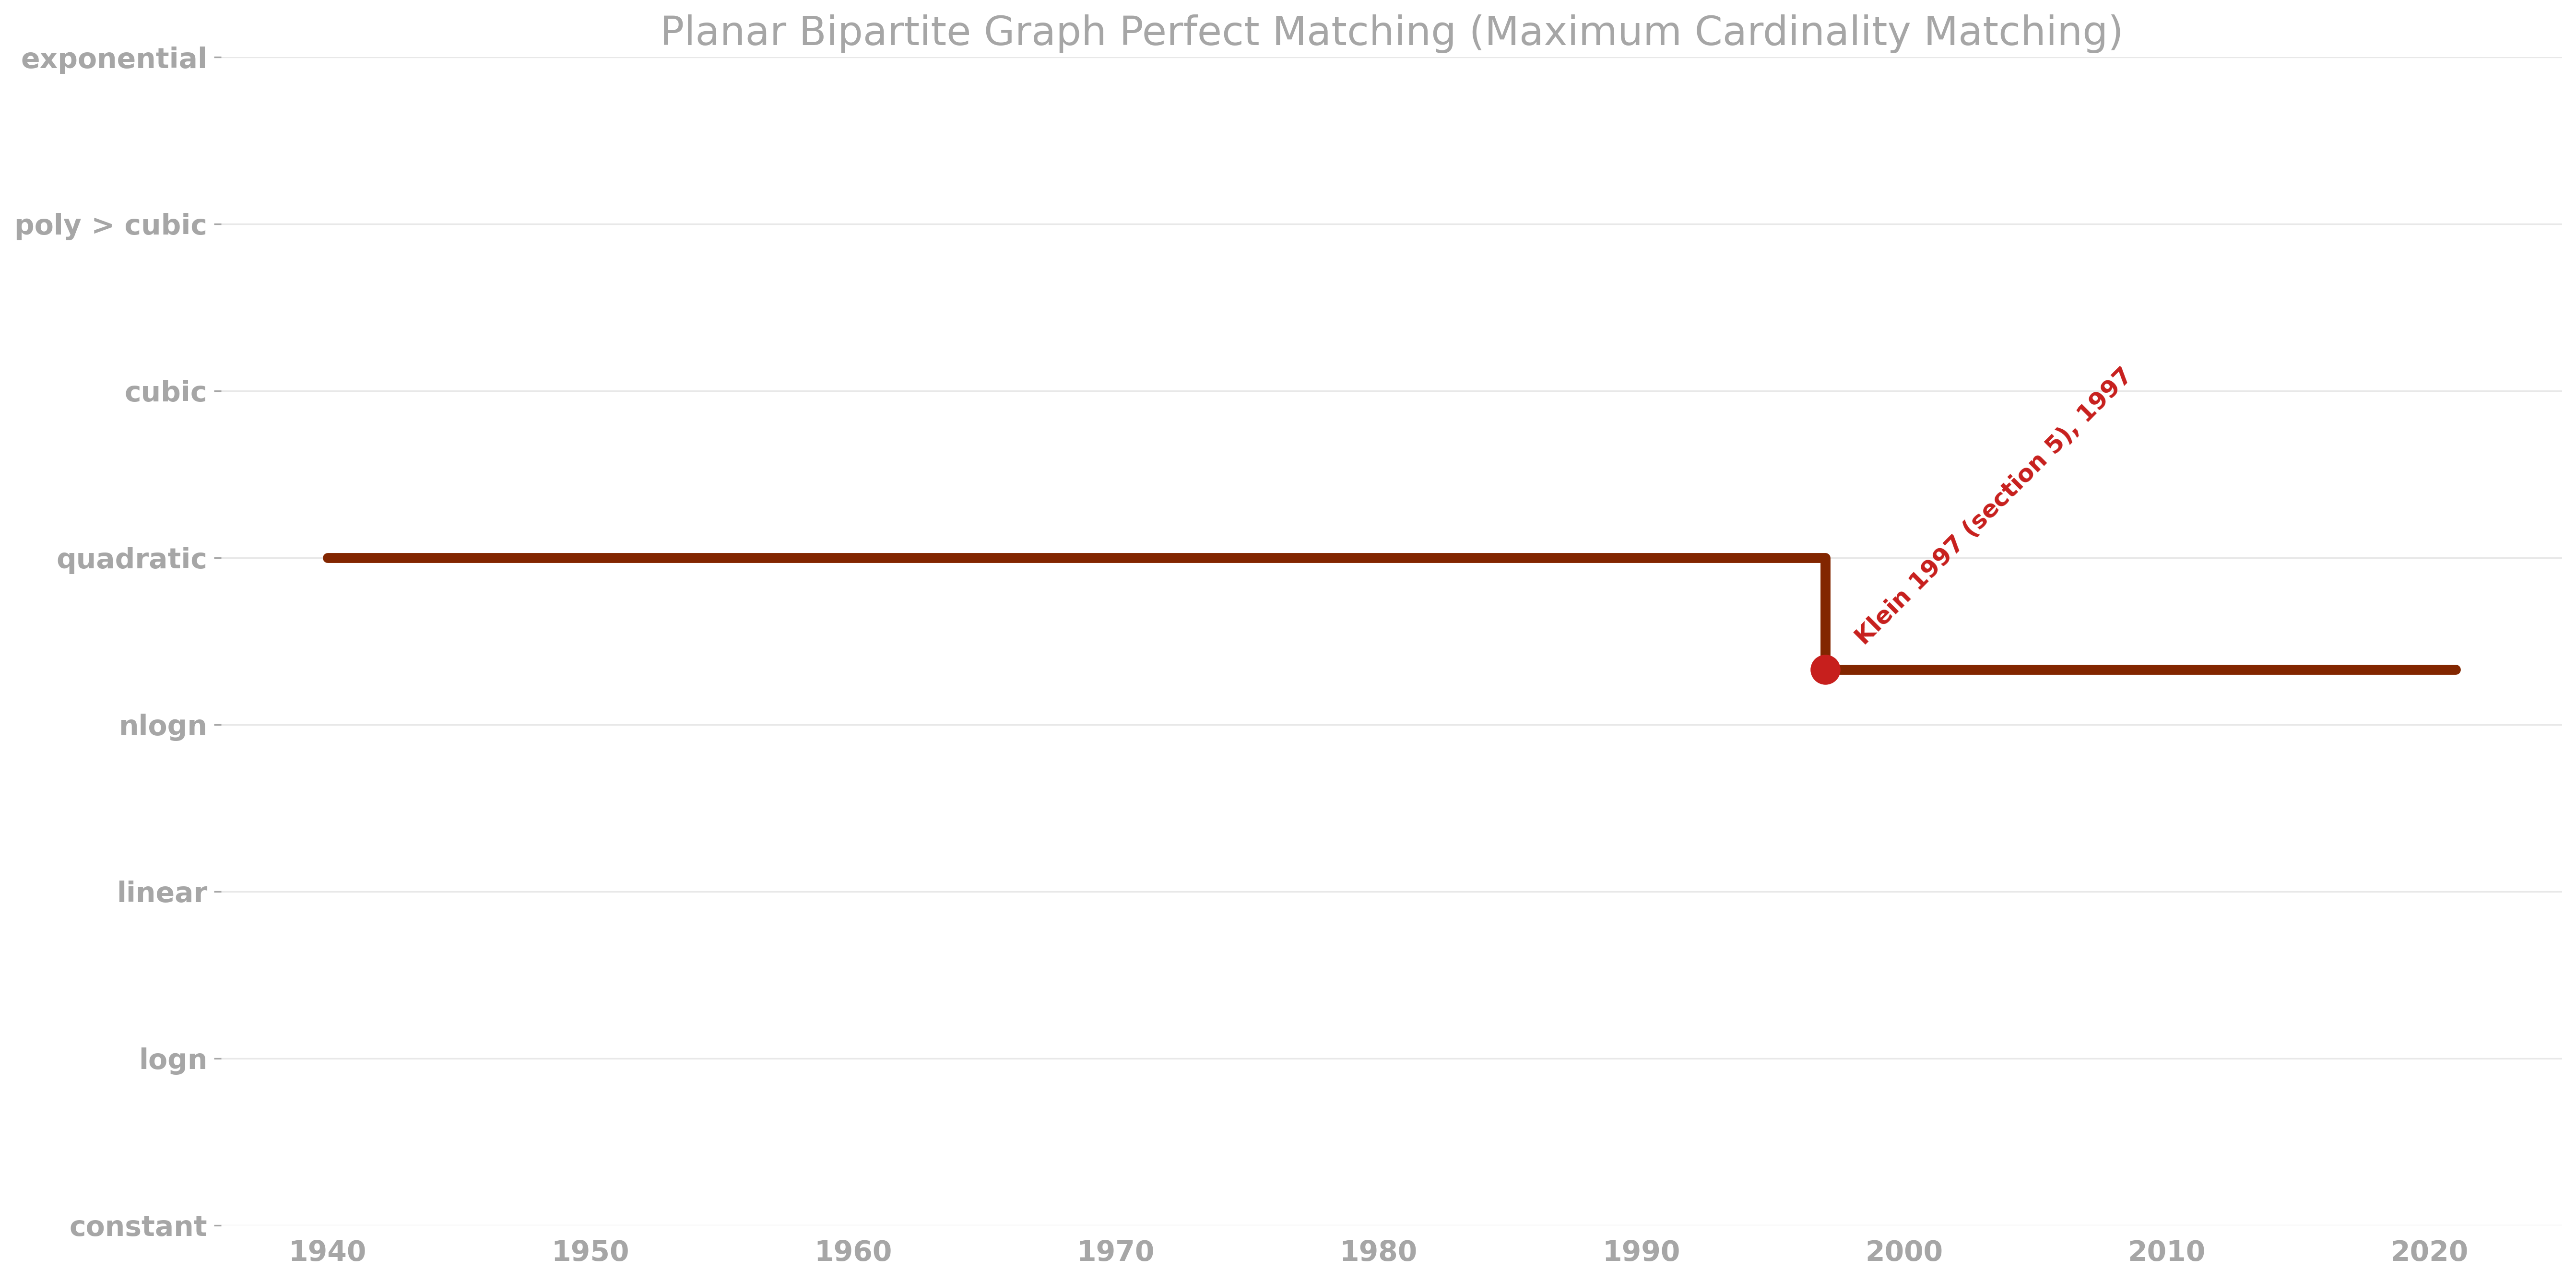 Planar Bipartite Graph Perfect Matching (Maximum Cardinality Matching)
exponential
poly > cubic
cubic
quadratic
nlogn
linear
logn
constant
Klein 1997 (section 5), 1997
1940 1950 1960 1970 1980 1990 2000 2010 2020